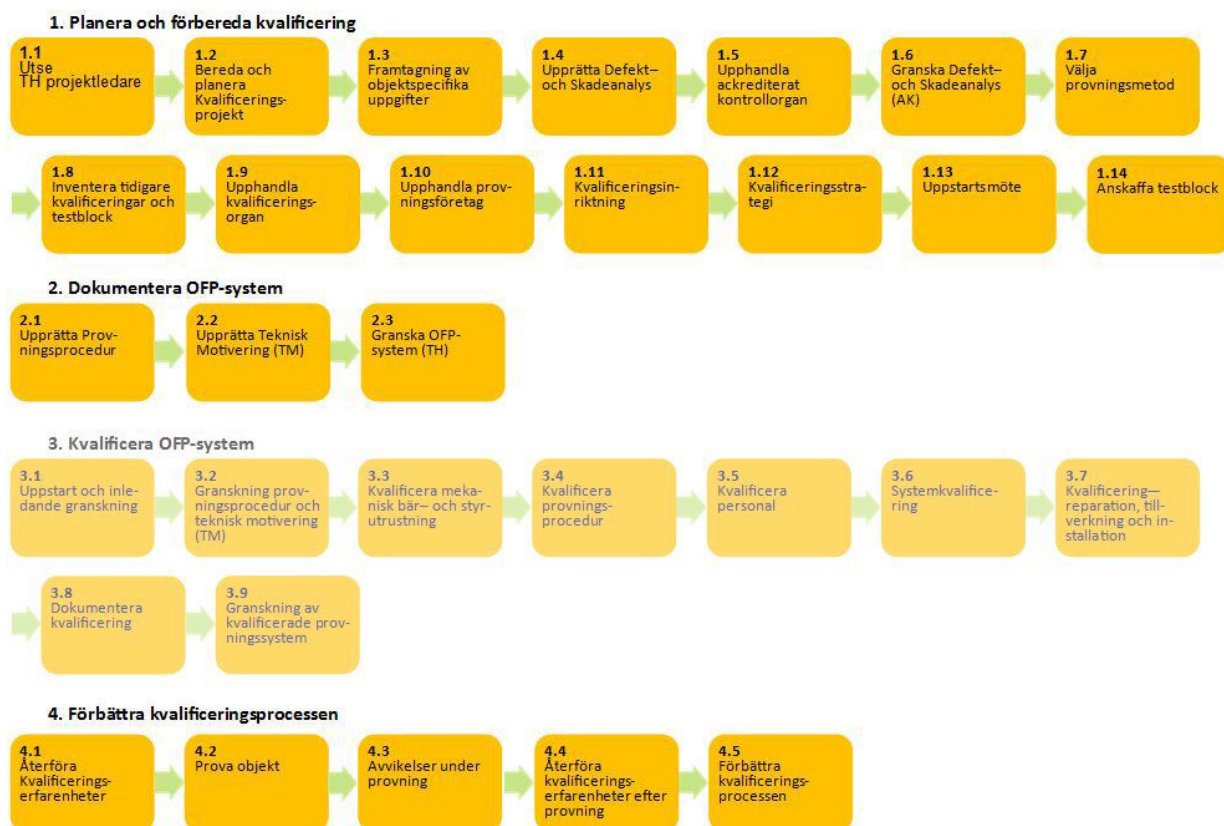 1. Planera och förbereda kvalificering
1.1
Utse
TH projektledare
1.2
Bereda och
planera
Kvalificerings-
projekt
1.3
Framtagning av
objektspecifika
uppgifter
1.4
Upprätta Defekt–
och Skadeanalys
1.5
Upphandla
ackrediterat
kontrollorgan
1.6
Granska Defekt–
och Skadeanalys
(AK)
1.7
Välja
provningsmetod
1.8
Inventera tidigare
kvalificeringar och
testblock
1.9
Upphandla
kvalificerings-
organ
1.10
Upphandla prov-
ningsföretag
1.11
Kvalificeringsin-
riktning
1.12
Kvalificeringsstra-
tegi
1.13
Uppstartsmöte
1.14
Anskaffa testblock
2. Dokumentera OFP-system
2.1
Upprätta Prov-
ningsprocedur
2.2
Upprätta Teknisk
Motivering (TM)
2.3
Granska OFP-
system (TH)
3. Kvalificera OFP-system
3.1
Uppstart och inle-
dande granskning
3.2
Granskning prov-
ningsprocedur och
teknisk motivering
(TM)
3.3
Kvalificera meka-
nisk bär– och styr-
utrustning
3.4
Kvalificera
provnings-
procedur
3.5
Kvalificera
personal
3.6
Systemkvalifice-
ring
3.7
Kvalificering—
reparation, till-
verkning och in-
stallation
3.8
Dokumentera
kvalificering
3.9
Granskning av
kvalificerade prov-
ningssystem
4. Förbättra kvalificeringsprocessen
4.1
Återföra
Kvalificerings-
erfarenheter
4.2
Prova objekt
4.3
Avvikelser under
provning
4.4
Återföra
kvalificerings-
erfarenheter efter
provning
4.5
Förbättra
kvalificerings-
processen